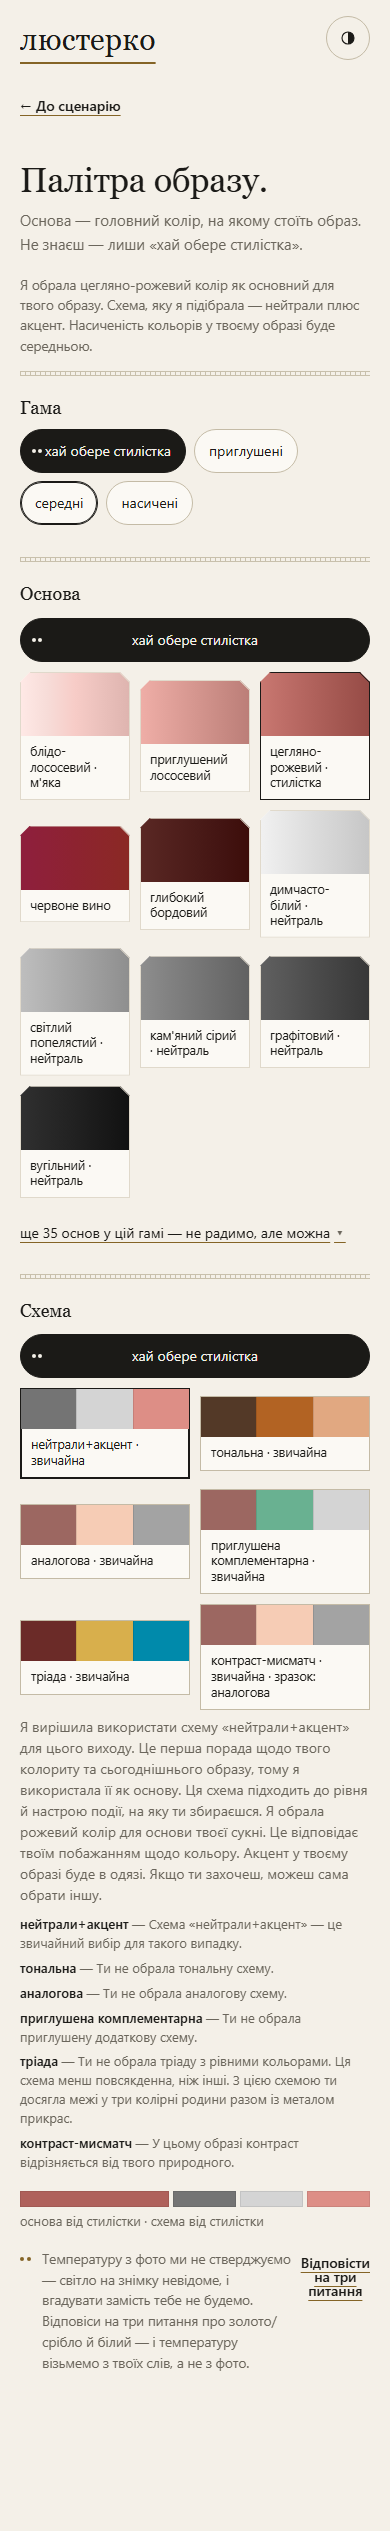 люстерко
← До сценарію
Палітра образу.
Основа — головний колір, на якому стоїть образ.
Не знаєш — лиши «хай обере стилістка».
Я обрала цегляно-рожевий колір як основний для
твого образу. Схема, яку я підібрала — нейтрали плюс
акцент. Насиченість кольорів у твоєму образі буде
середньою.
Гама
хай обере стилістка
приглушені
середні
насичені
Основа
хай обере стилістка
блідо-
лососевий ·
м'яка
приглушений
лососевий
цегляно-
рожевий ·
стилістка
червоне вино
глибокий
бордовий
димчасто-
білий ·
нейтраль
світлий
попелястий ·
нейтраль
кам'яний сірий
· нейтраль
графітовий ·
нейтраль
вугільний ·
нейтраль
ще 35 основ у цій гамі — не радимо, але можна ▾
Схема
хай обере стилістка
нейтрали+акцент ·
звичайна
тональна · звичайна
аналогова · звичайна
приглушена
комплементарна ·
звичайна
тріада · звичайна
контраст-мисматч ·
звичайна · зразок:
аналогова
Я вирішила використати схему «нейтрали+акцент»
для цього виходу. Це перша порада щодо твого
колориту та сьогоднішнього образу, тому я
використала її як основу. Ця схема підходить до рівня
й настрою події, на яку ти збираєшся. Я обрала
рожевий колір для основи твоєї сукні. Це відповідає
твоїм побажанням щодо кольору. Акцент у твоєму
образі буде в одязі. Якщо ти захочеш, можеш сама
обрати іншу.
нейтрали+акцент — Схема «нейтрали+акцент» — це
звичайний вибір для такого випадку.
тональна — Ти не обрала тональну схему.
аналогова — Ти не обрала аналогову схему.
приглушена комплементарна — Ти не обрала
приглушену додаткову схему.
тріада — Ти не обрала тріаду з рівними кольорами. Ця
схема менш повсякденна, ніж інші. З цією схемою ти
досягла межі у три колірні родини разом із металом
прикрас.
контраст-мисматч — У цьому образі контраст
відрізняється від твого природного.
основа від стилістки · схема від стилістки
Температуру з фото ми не стверджуємо
— світло на знімку невідоме, і
вгадувати замість тебе не будемо.
Відповіси на три питання про золото/
срібло й білий — і температуру
візьмемо з твоїх слів, а не з фото.
Відповісти
на три
питання